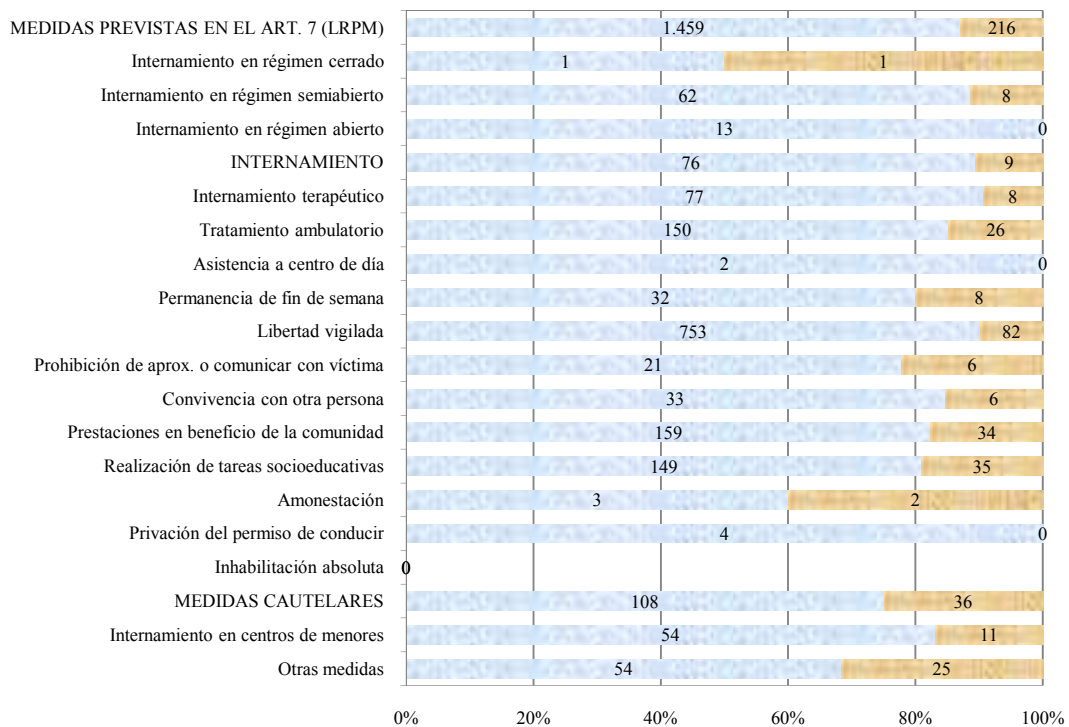 MEDIDAS PREVISTAS EN EL ART. 7 (LRPM) 1.459 216
Internamiento en régimen cerrado 1 1
Internamiento en régimen semiabierto 62 8
Internamiento en régimen abierto 13 0
INTERNAMIENTO 76 9
Internamiento terapéutico 77 8
Tratamiento ambulatorio 150 26
Asistencia a centro de día 2 0
Permanencia de fin de semana 32 8
Libertad vigilada 753 82
Prohibición de aprox. o comunicar con víctima 21 6
Convivencia con otra persona 33 6
Prestaciones en beneficio de la comunidad 159 34
Realización de tareas socioeducativas 149 35
Amonestación 3 2
Privación del permiso de conducir 4 0
Inhabilitación absoluta 0
MEDIDAS CAUTELARES 108 36
Internamiento en centros de menores 54 11
Otras medidas 54 25
0% 20% 40% 60% 80% 100%